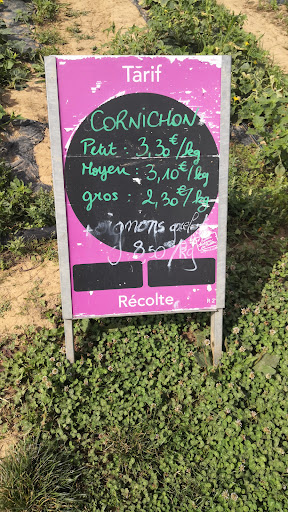 Tarif
CORNICHON
Petit : 3,30€/kg
Moyen : 3,10€/kg
gros : 2,30€/kg
8,50€/kg
Récolte